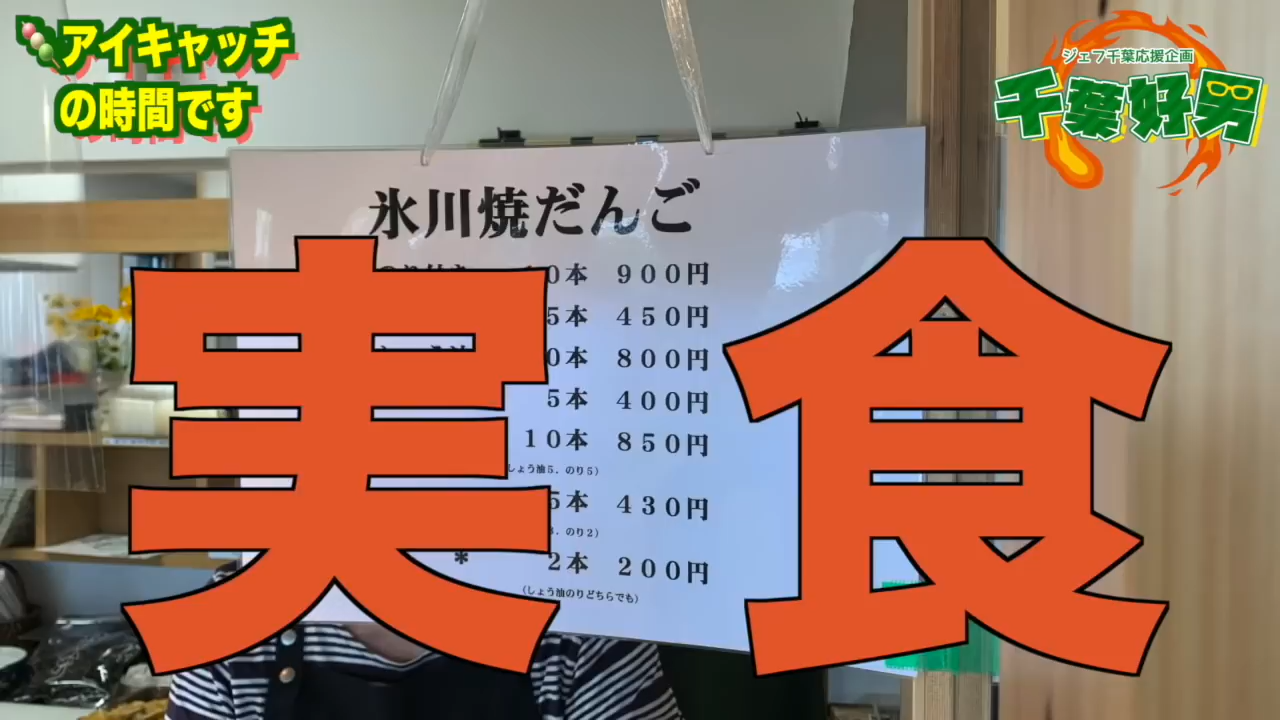 アイキャッチ
の時間です
ジェフ千葉応援企画
千葉好男
氷川焼だんご
0本 900円
5本 450円
0本 800円
5本 400円
10本 850円
しょう油5．のり5）
5本 430円
．のり2）
* 2本 200円
（しょう油のりどちらでも）
実食